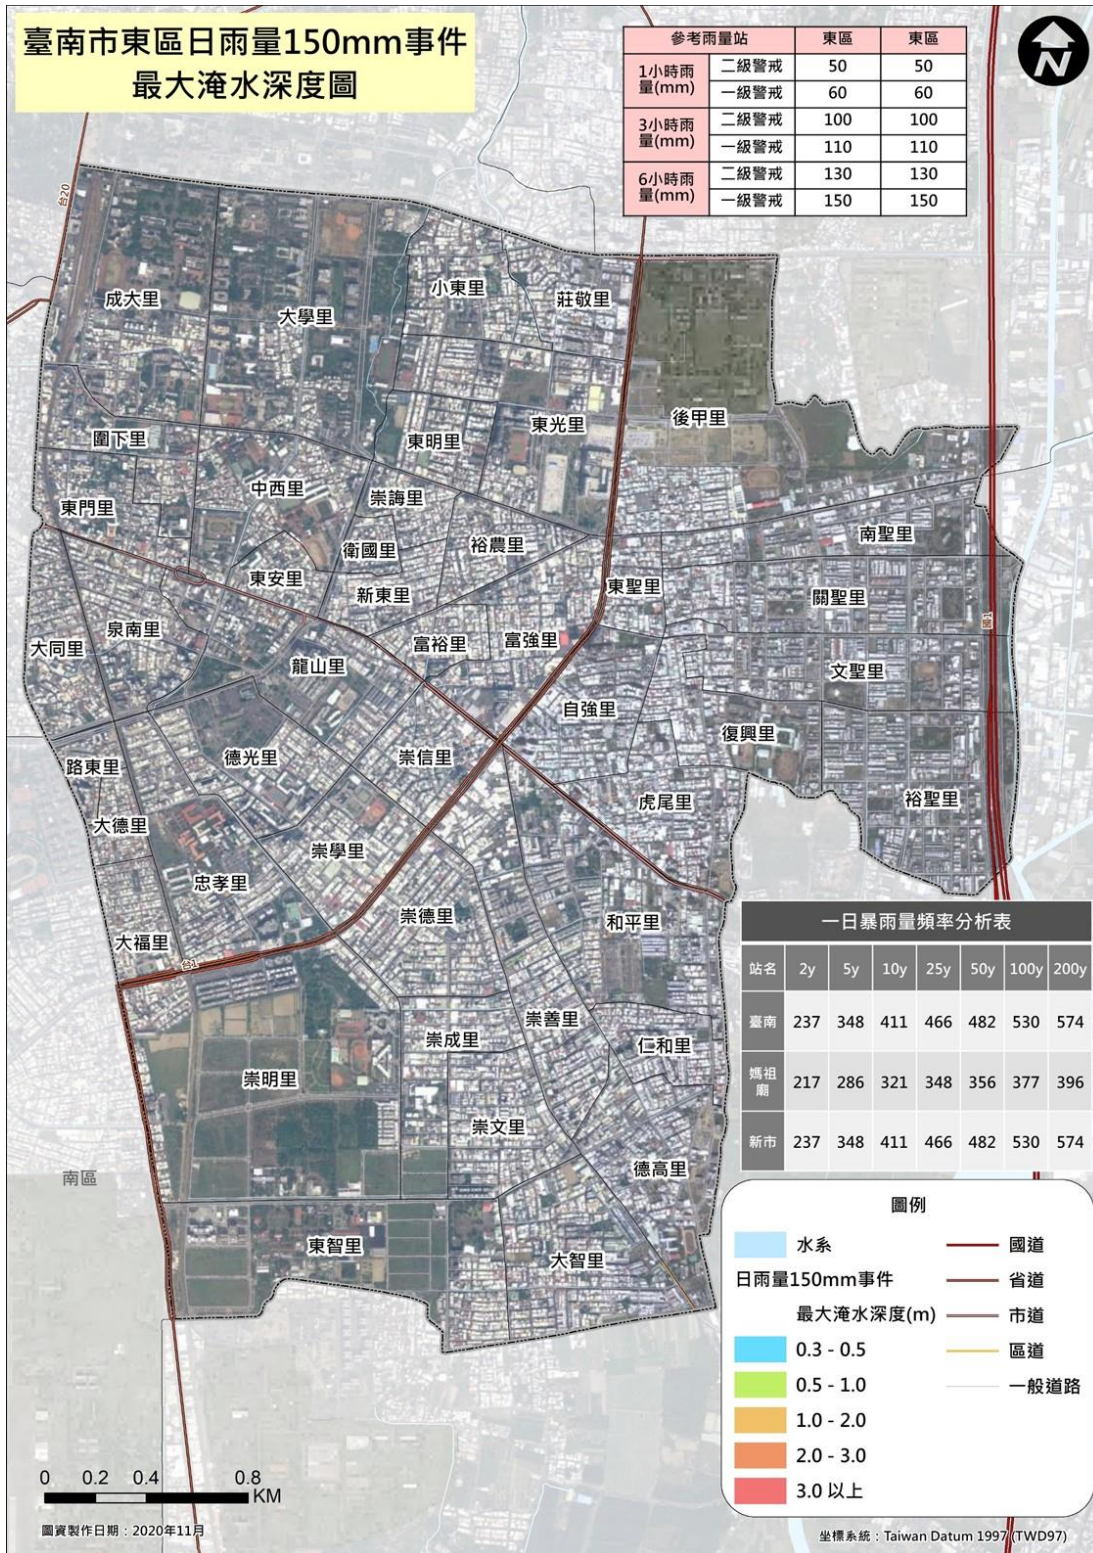 臺南市東區日雨量150mm事件
最大淹水深度圖
參考雨量站 東區 東區
1小時雨量(mm) 二級警戒 50 50
一級警戒 60 60
3小時雨量(mm) 二級警戒 100 100
一級警戒 110 110
6小時雨量(mm) 二級警戒 130 130
一級警戒 150 150
N
台20
成大里
大學里
小東里
莊敬里
圍下里
東明里
東光里
後甲里
東門里
中西里
崇誨里
衛國里
裕農里
南聖里
東安里
新東里
東聖里
關聖里
國1
大同里
泉南里
龍山里
富裕里
富強里
文聖里
自強里
復興里
路東里
德光里
崇信里
虎尾里
裕聖里
大德里
崇學里
忠孝里
崇德里
和平里
大福里
台1
崇明里
崇成里
崇善里
仁和里
崇文里
德高里
南區
東智里
大智里
一日暴雨量頻率分析表
站名 2y 5y 10y 25y 50y 100y 200y
臺南 237 348 411 466 482 530 574
媽祖廟 217 286 321 348 356 377 396
新市 237 348 411 466 482 530 574
圖例
水系
國道
日雨量150mm事件
省道
最大淹水深度(m)
市道
0.3 - 0.5
區道
0.5 - 1.0
一般道路
1.0 - 2.0
2.0 - 3.0
3.0 以上
0 0.2 0.4 0.8
KM
圖資製作日期：2020年11月
坐標系統：Taiwan Datum 1997 (TWD97)